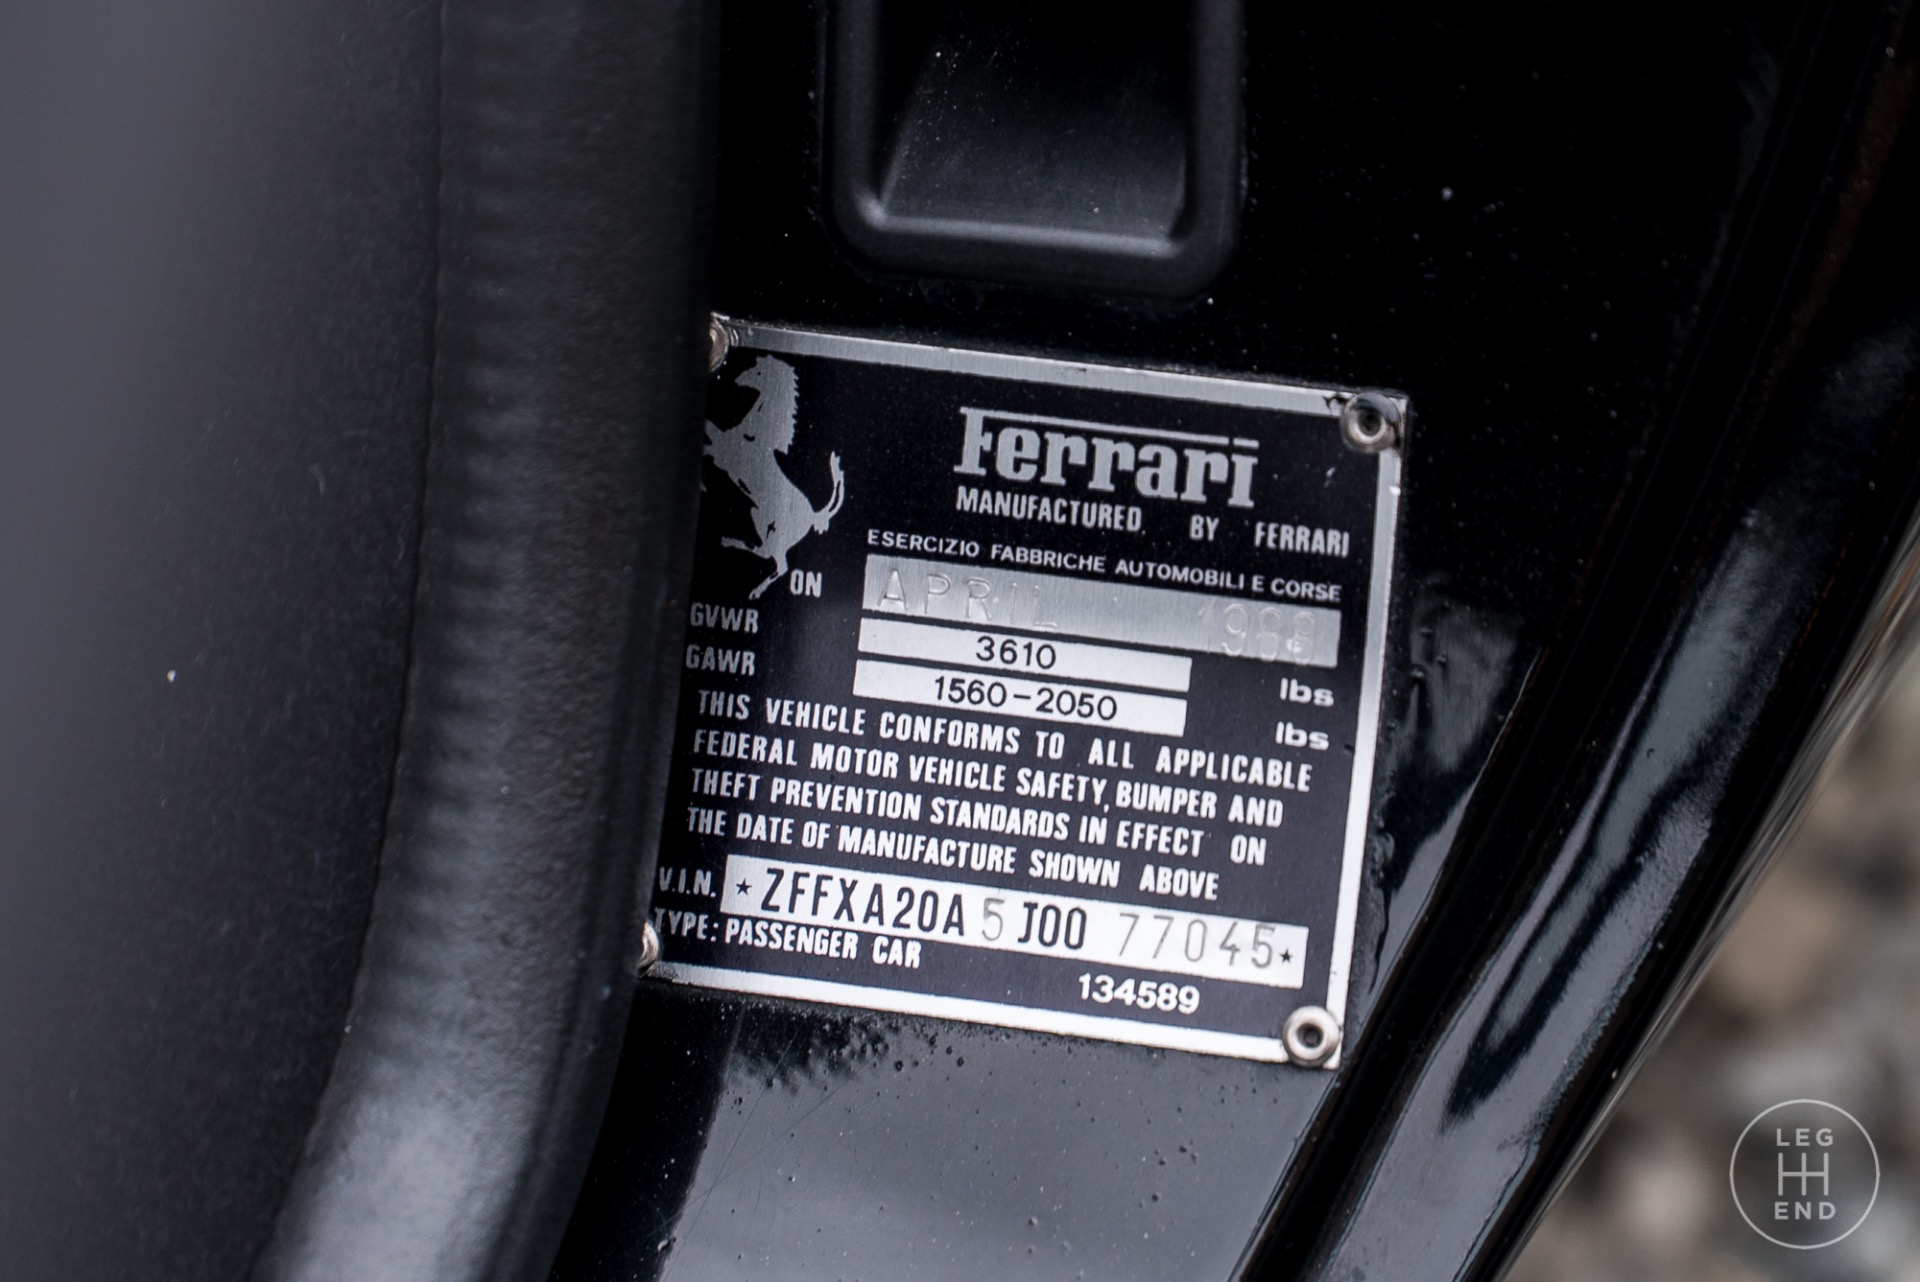 Ferrari
MANUFACTURED BY FERRARI
ESERCIZIO FABBRICHE AUTOMOBILI E CORSE
ON APRIL 1988
GVWR 3610 lbs
GAWR 1560-2050 lbs
THIS VEHICLE CONFORMS TO ALL APPLICABLE
FEDERAL MOTOR VEHICLE SAFETY, BUMPER AND
THEFT PREVENTION STANDARDS IN EFFECT ON
THE DATE OF MANUFACTURE SHOWN ABOVE
V.I.N. ★ZFFXA20A5J0077045★
TYPE: PASSENGER CAR
134589
LEG
END